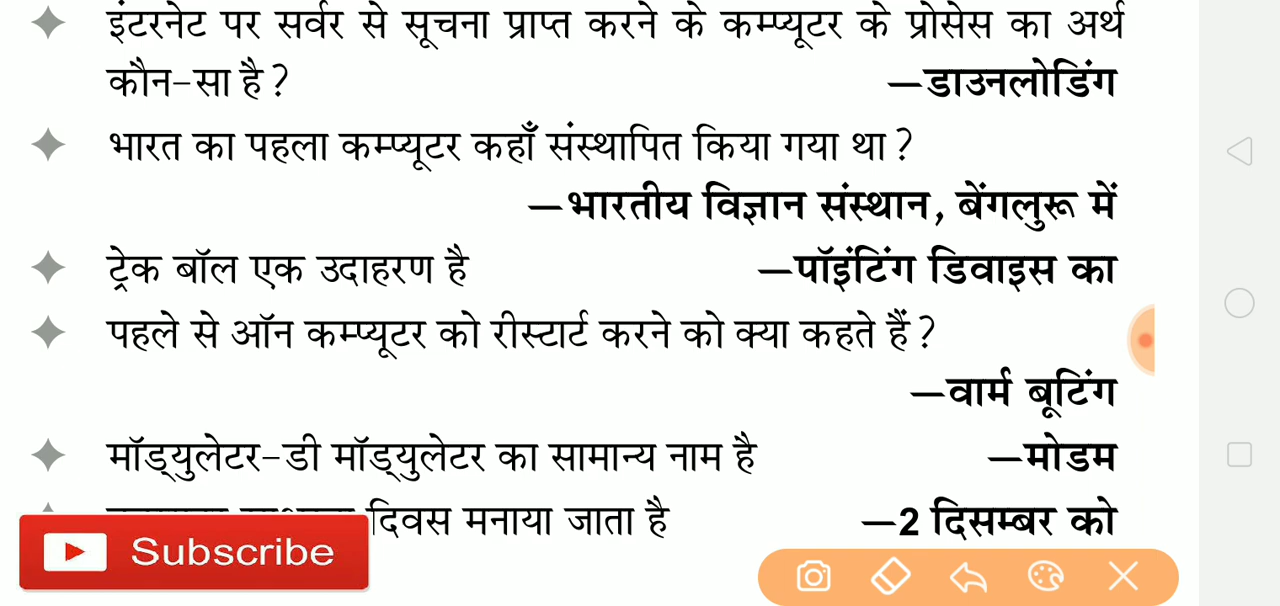 इंटरनेट पर सर्वर से सूचना प्राप्त करने के कम्प्यूटर के प्रोसेस का अर्थ
कौन-सा है? —डाउनलोडिंग
भारत का पहला कम्प्यूटर कहाँ संस्थापित किया गया था?
—भारतीय विज्ञान संस्थान, बेंगलुरू में
ट्रेक बॉल एक उदाहरण है —पॉइंटिंग डिवाइस का
पहले से ऑन कम्प्यूटर को रीस्टार्ट करने को क्या कहते हैं?
—वार्म बूटिंग
मॉड्युलेटर-डी मॉड्युलेटर का सामान्य नाम है —मोडम
दिवस मनाया जाता है —2 दिसम्बर को
Subscribe